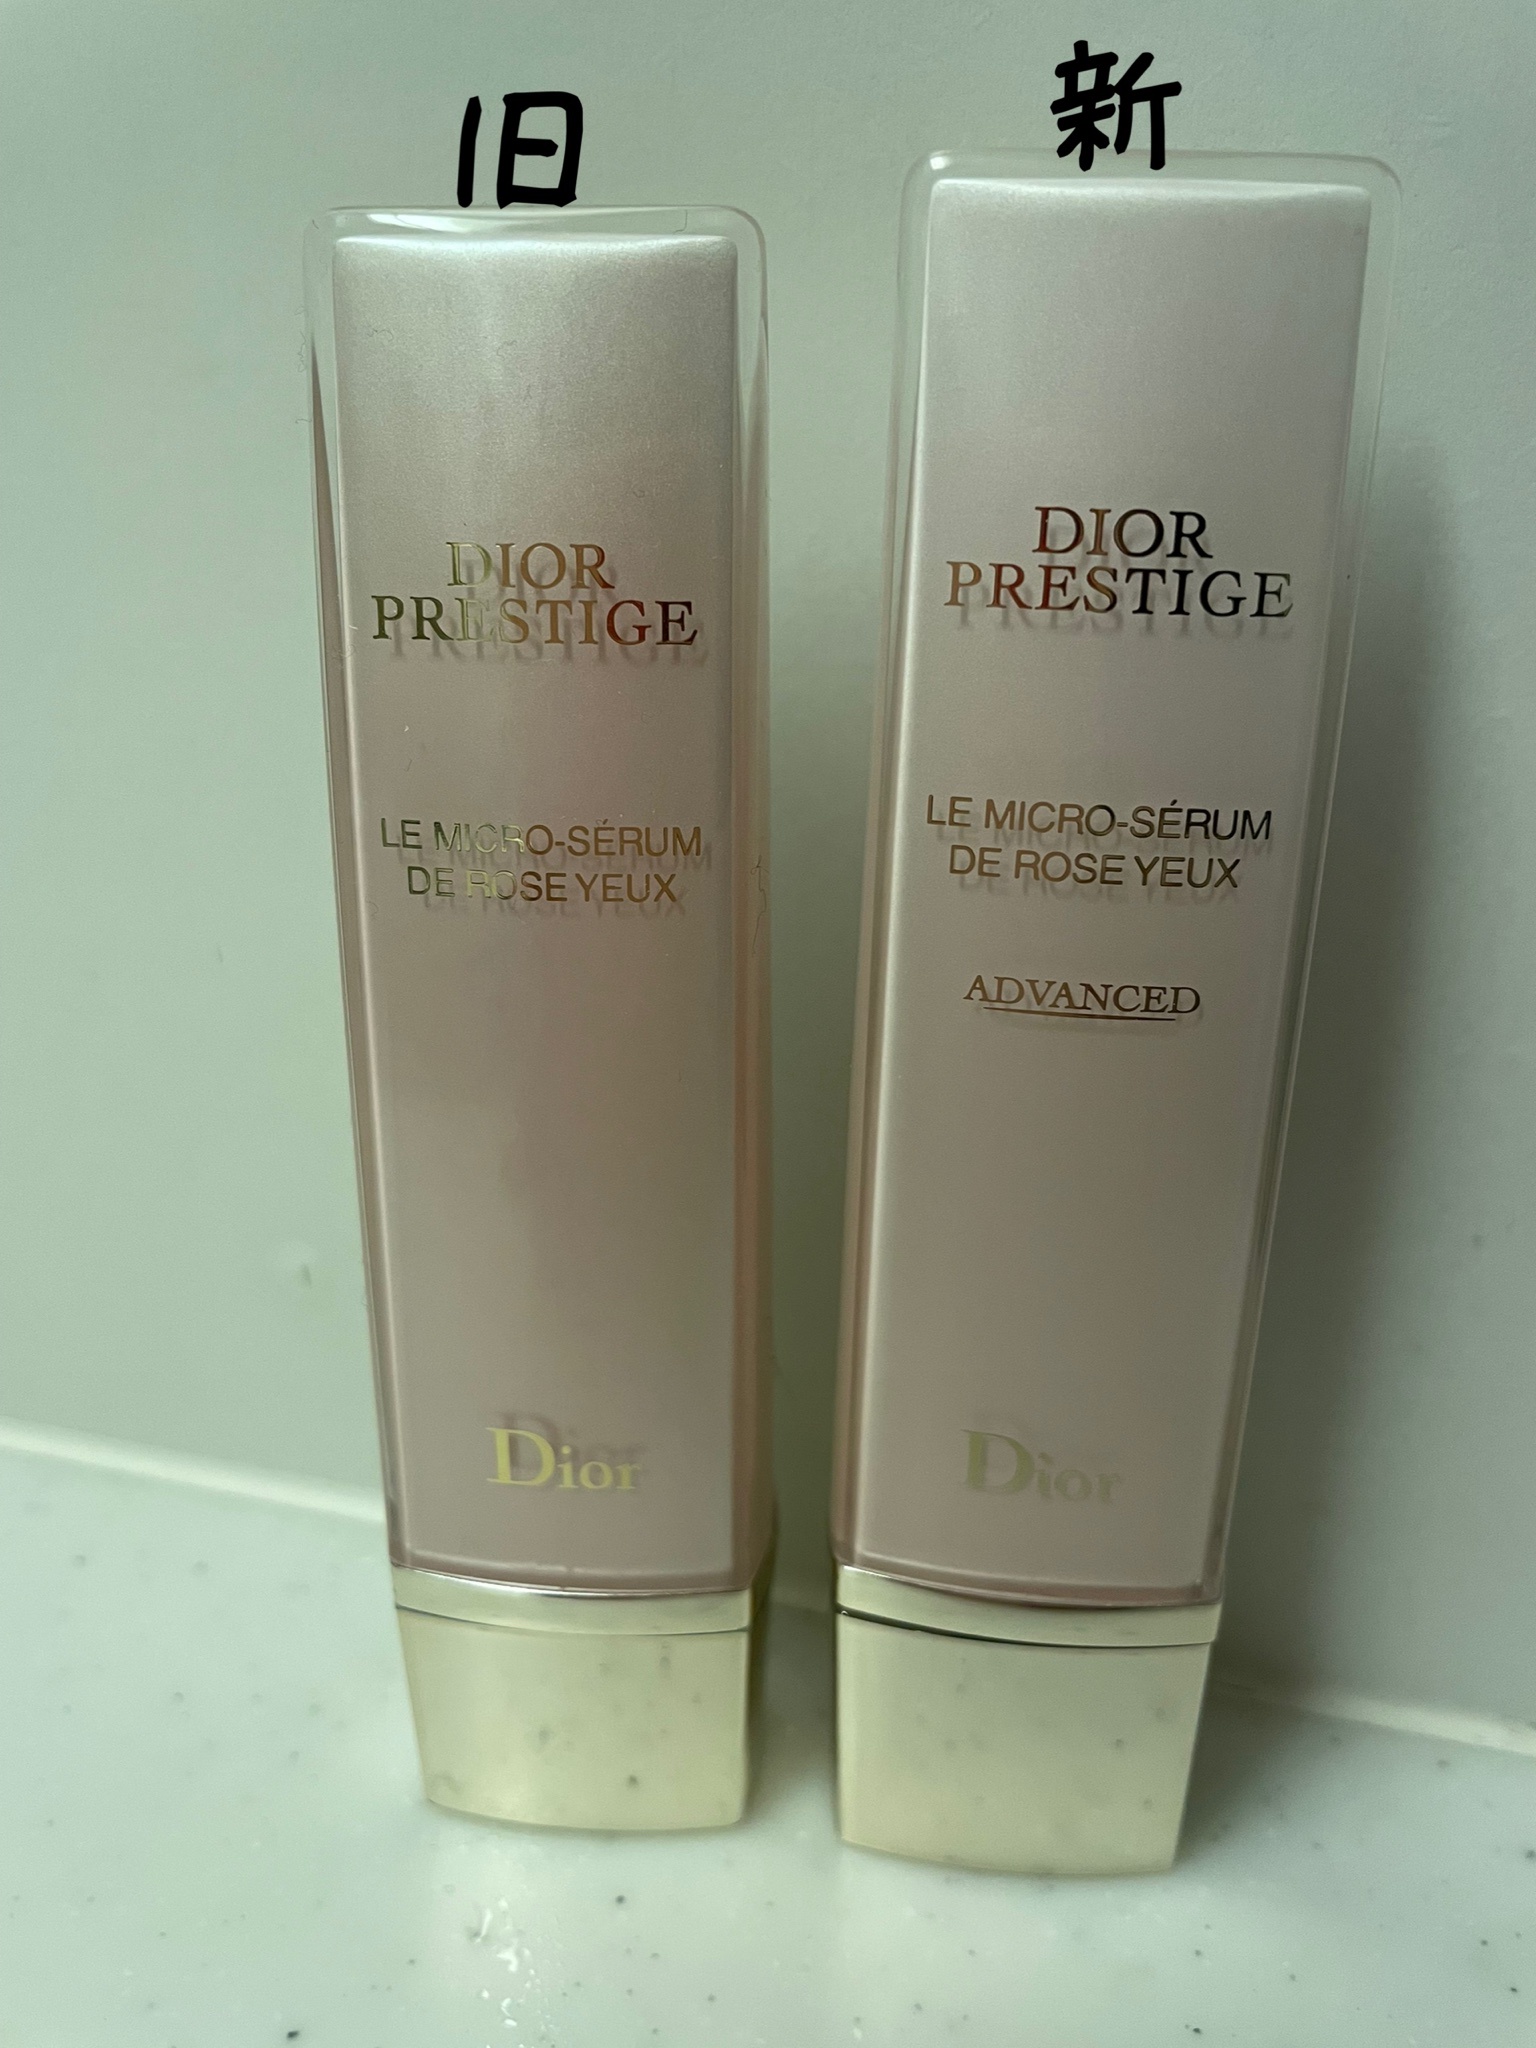 旧
DIOR
PRESTIGE
LE MICRO-SÉRUM
DE ROSE YEUX
Dior
新
DIOR
PRESTIGE
LE MICRO-SÉRUM
DE ROSE YEUX
ADVANCED
Dior